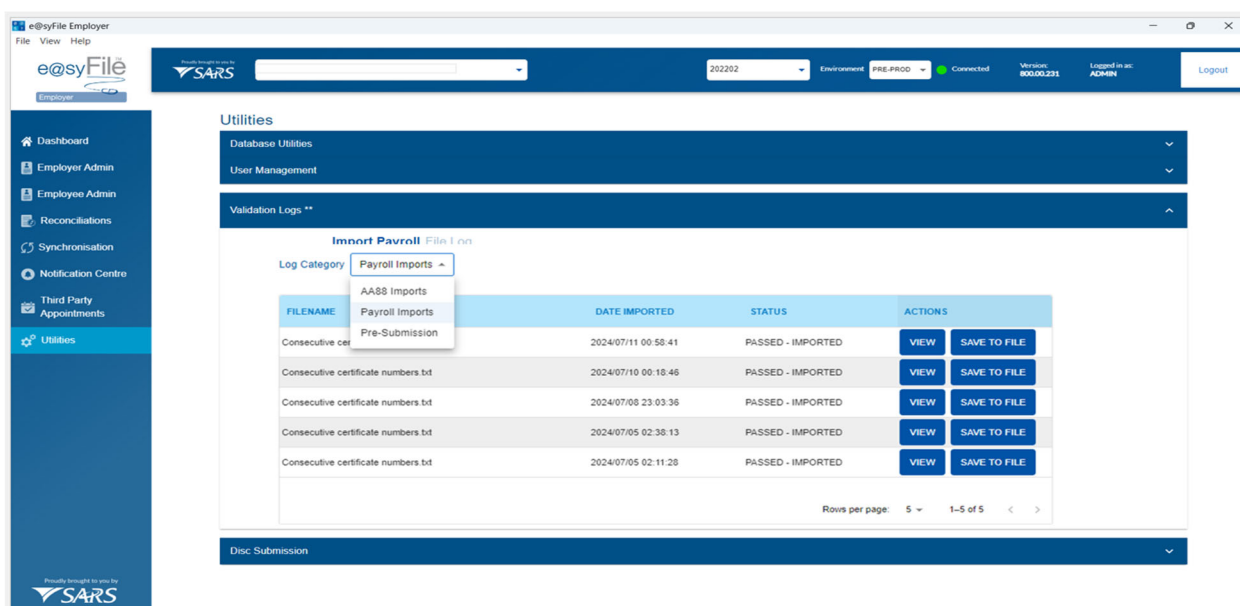 e@syFile Employer
File View Help
e@syFile
Employer
Proudly brought to you by
SARS
202202
Environment PRE-PROD Connected
Version:
800.00.231
Logged in as:
ADMIN
Logout
Dashboard
Employer Admin
Employee Admin
Reconciliations
Synchronisation
Notification Centre
Third Party
Appointments
Utilities
Proudly brought to you by
SARS
Utilities
Database Utilities
User Management
Validation Logs **
Import Payroll File Log
Log Category Payroll Imports
AA88 Imports
Payroll Imports
Pre-Submission
FILENAME DATE IMPORTED STATUS ACTIONS
Consecutive cer 2024/07/11 00:58:41 PASSED - IMPORTED VIEW SAVE TO FILE
Consecutive certificate numbers.txt 2024/07/10 00:18:46 PASSED - IMPORTED VIEW SAVE TO FILE
Consecutive certificate numbers.txt 2024/07/08 23:03:36 PASSED - IMPORTED VIEW SAVE TO FILE
Consecutive certificate numbers.txt 2024/07/05 02:38:13 PASSED - IMPORTED VIEW SAVE TO FILE
Consecutive certificate numbers.txt 2024/07/05 02:11:28 PASSED - IMPORTED VIEW SAVE TO FILE
Rows per page: 5 1–5 of 5
Disc Submission